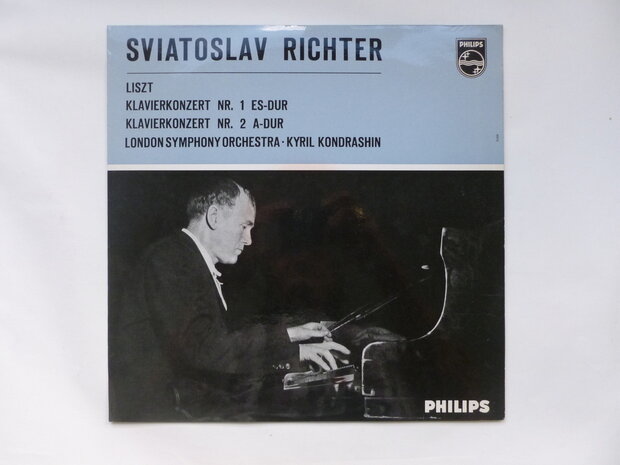 SVIATOSLAV RICHTER
PHILIPS
LISZT
KLAVIERKONZERT NR. 1 ES-DUR
KLAVIERKONZERT NR. 2 A-DUR
LONDON SYMPHONY ORCHESTRA · KYRIL KONDRASHIN
PHILIPS